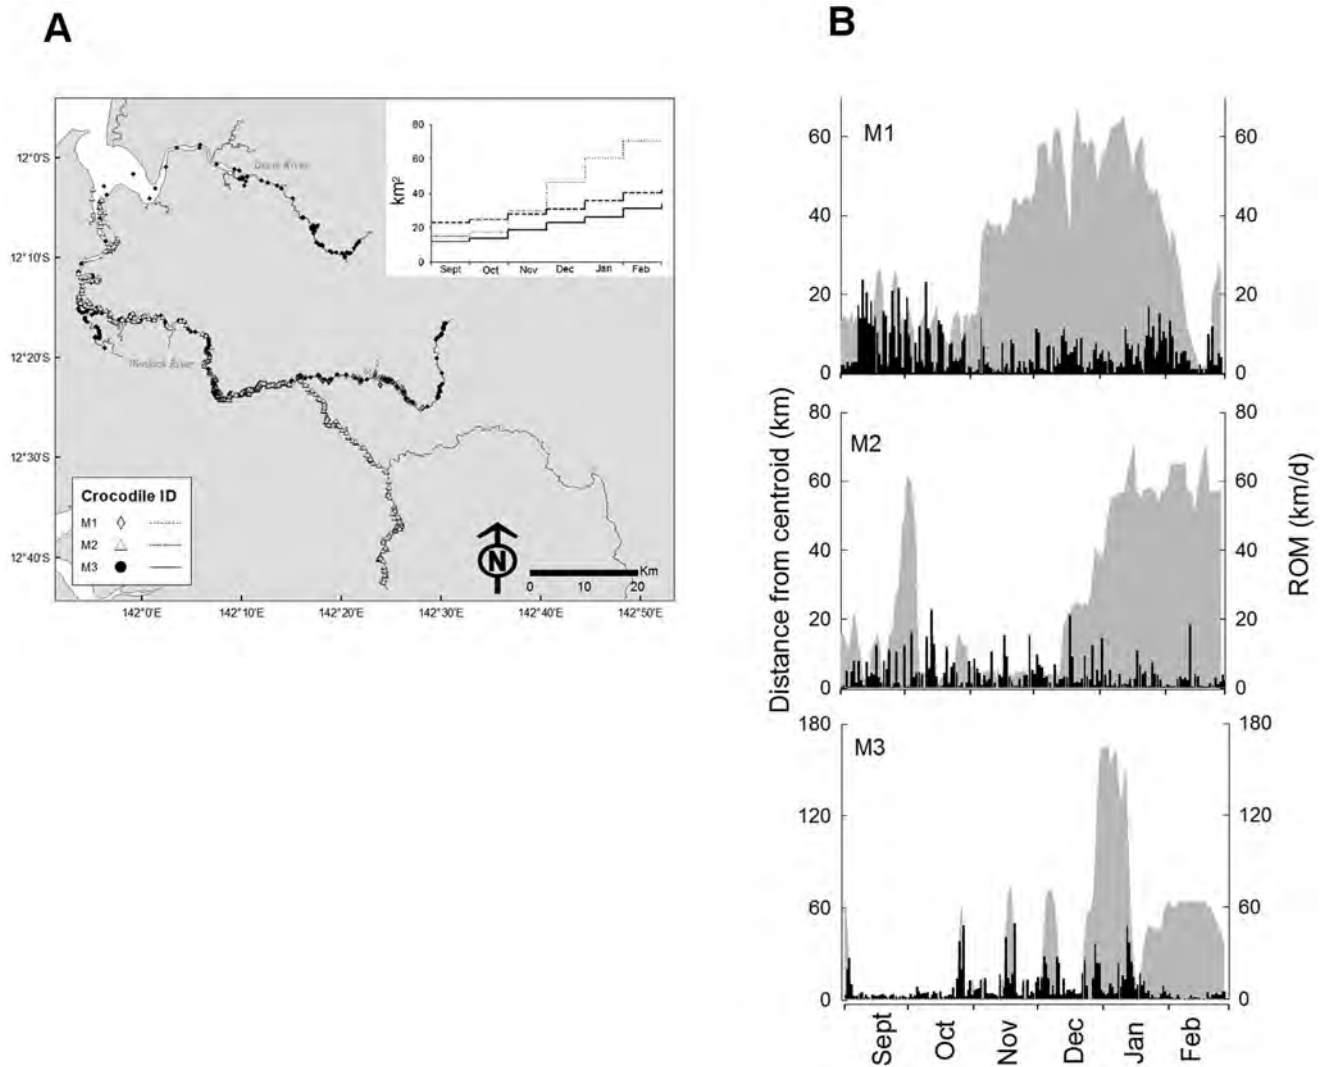 A
80
60
40
20
0
km²
Sept Oct Nov Dec Jan Feb
12°0'S
12°10'S
12°20'S
12°30'S
12°40'S
Wenlock River
River
Crocodile ID
M1
M2
M3
N
Km
0 10 20
142°0'E 142°10'E 142°20'E 142°30'E 142°40'E 142°50'E
B
M1
60
40
20
0
60
40
20
0
M2
80
60
40
20
0
80
60
40
20
0
M3
180
120
60
0
180
120
60
0
Distance from centroid (km)
ROM (km/d)
Sept Oct Nov Dec Jan Feb